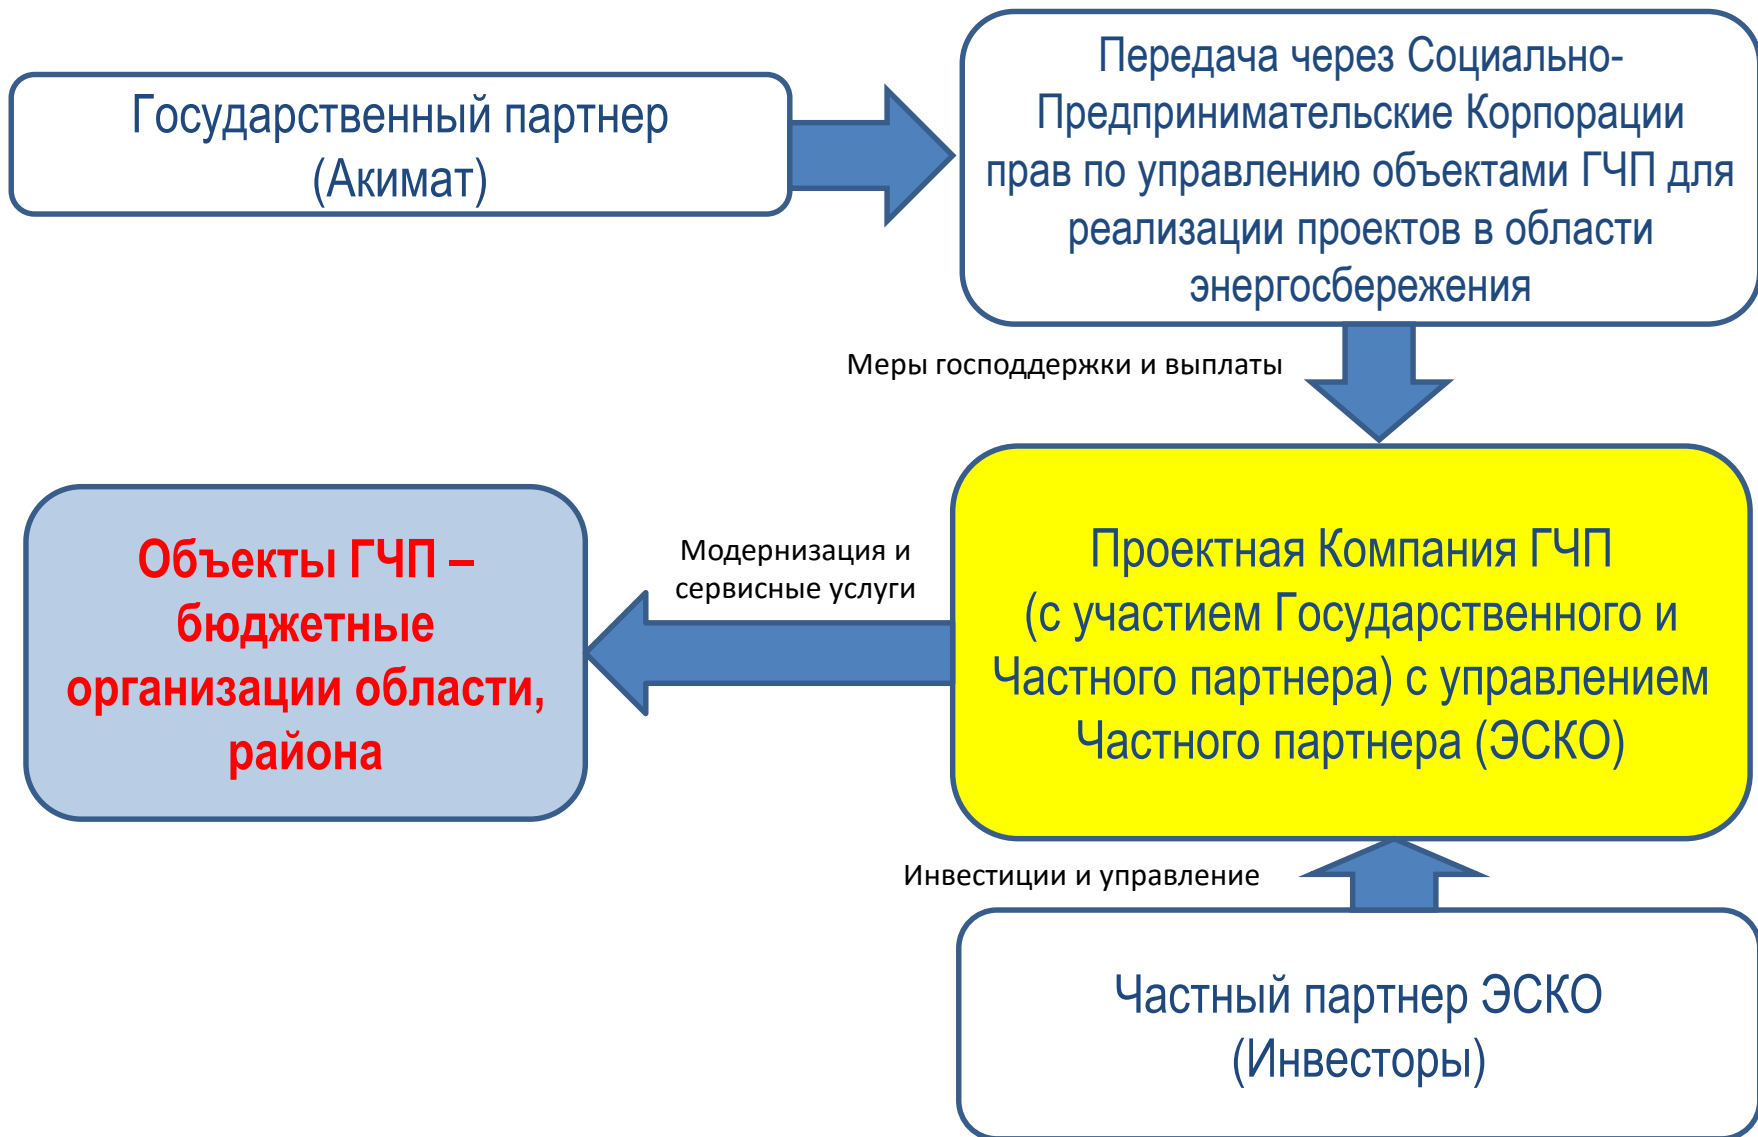 Государственный партнер
(Акимат)
Передача через Социально-
Предпринимательские Корпорации
прав по управлению объектами ГЧП для
реализации проектов в области
энергосбережения
Меры господдержки и выплаты
Объекты ГЧП –
бюджетные
организации области,
района
Модернизация и
сервисные услуги
Проектная Компания ГЧП
(с участием Государственного и
Частного партнера) с управлением
Частного партнера (ЭСКО)
Инвестиции и управление
Частный партнер ЭСКО
(Инвесторы)